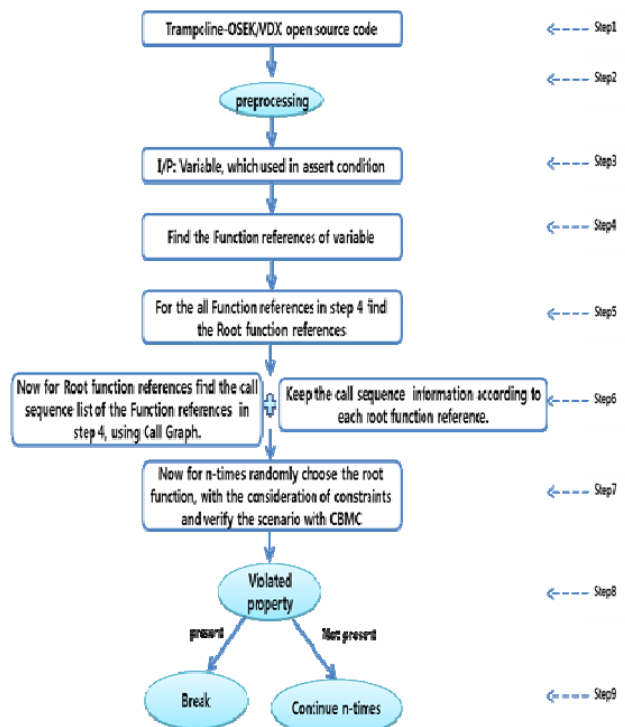 Trampoline-OSEK/VDX open source code
Step1
Step2
preprocessing
I/P: Variable, which used in assert condition
Step3
Step4
Find the Function references of variable
For the all Function references in step 4 find
the Root function references
Step5
Now for Root function references find the call
sequence list of the Function references in
step 4, using Call Graph.
Keep the call sequence information according to
each root function reference.
Step6
Now for n-times randomly choose the root
function, with the consideration of constraints
and verify the scenario with CBMC
Step7
Violated
property
Step8
present
Not present
Break
Continue n-times
Step9